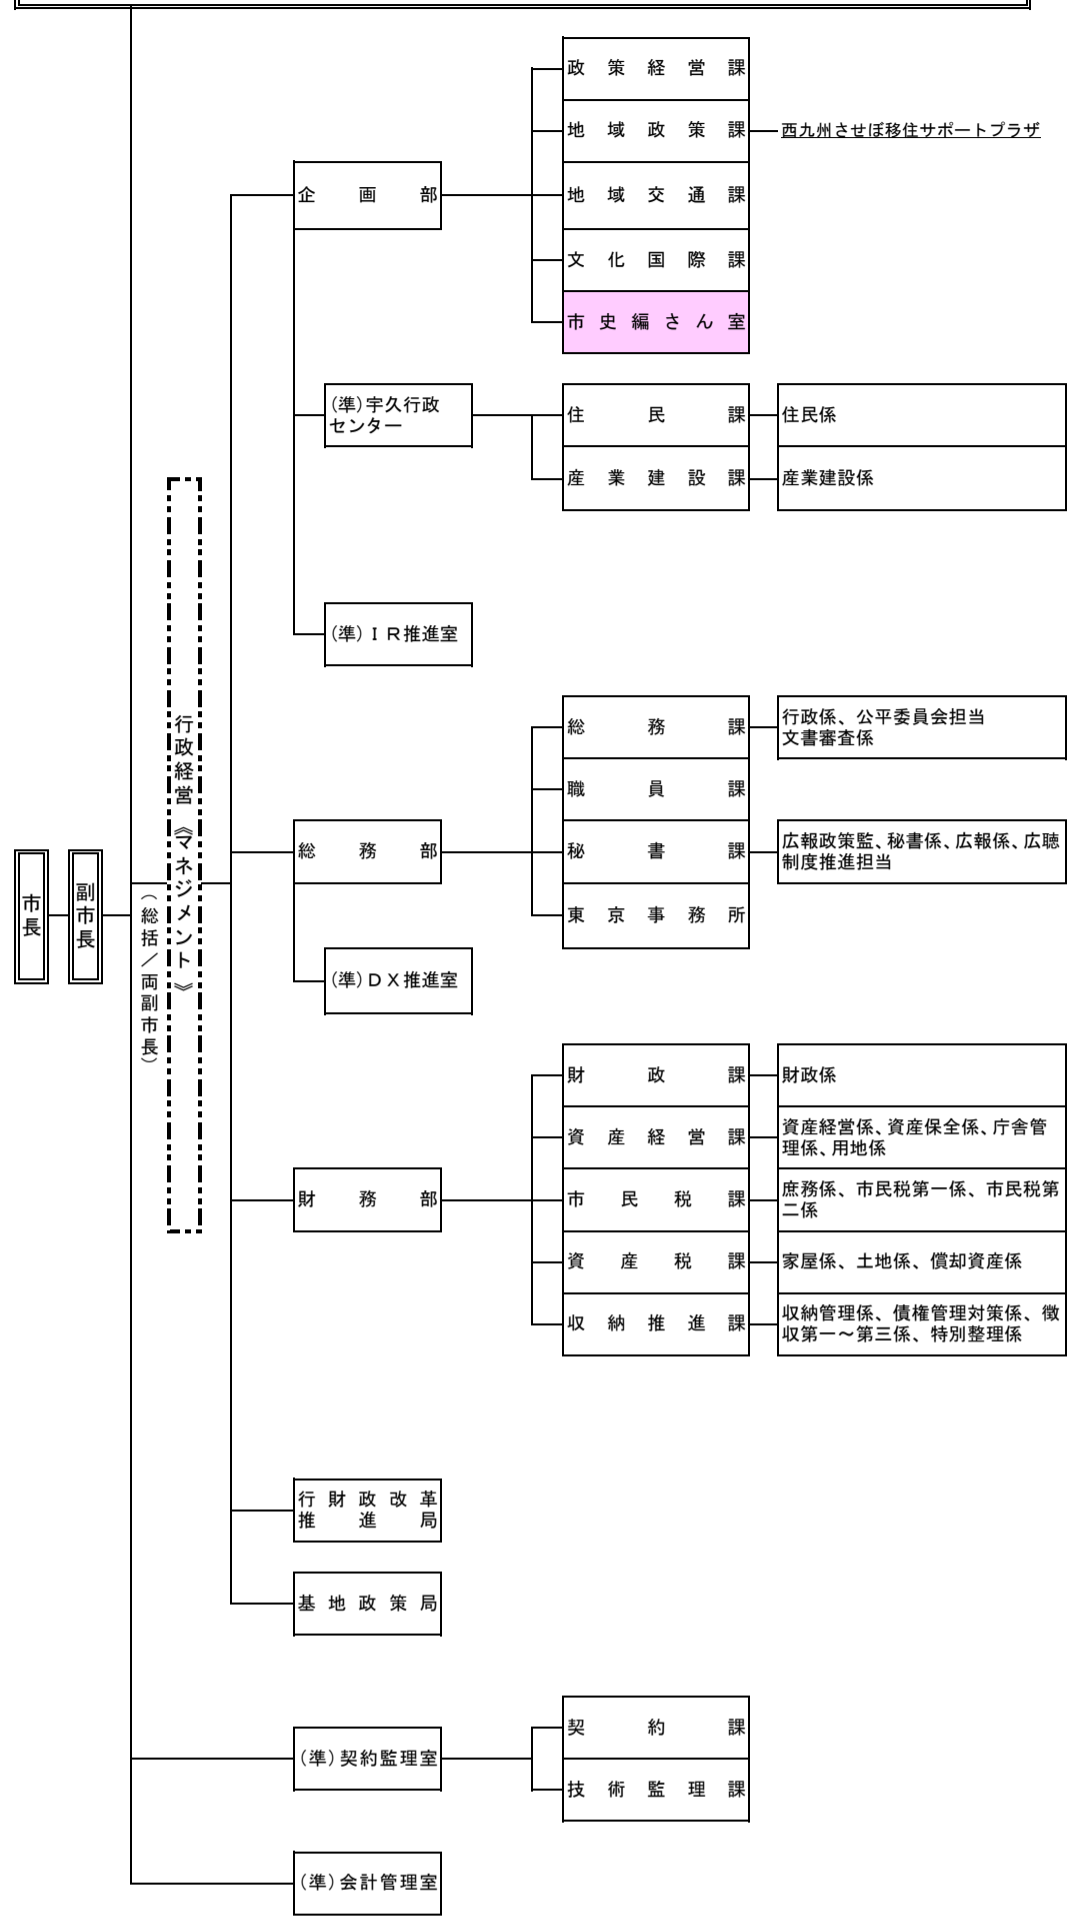 政策経営課
地域政策課
西九州させぼ移住サポートプラザ
企画部
地域交通課
文化国際課
市史編さん室
(準)宇久行政
センター
住民課
住民係
産業建設課
産業建設係
(準)ＩＲ推進室
市長
副市長
(総括／両副市長)
行政経営《マネジメント》
総務部
総務課
行政係、公平委員会担当
文書審査係
職員課
秘書課
広報政策監、秘書係、広報係、広聴
制度推進担当
東京事務所
(準)ＤＸ推進室
財務部
財政課
財政係
資産経営課
資産経営係、資産保全係、庁舎管
理係、用地係
市民税課
庶務係、市民税第一係、市民税第
二係
資産税課
家屋係、土地係、償却資産係
収納推進課
収納管理係、債権管理対策係、徴
収第一～第三係、特別整理係
行財政改革
推進局
基地政策局
(準)契約監理室
契約課
技術監理課
(準)会計管理室